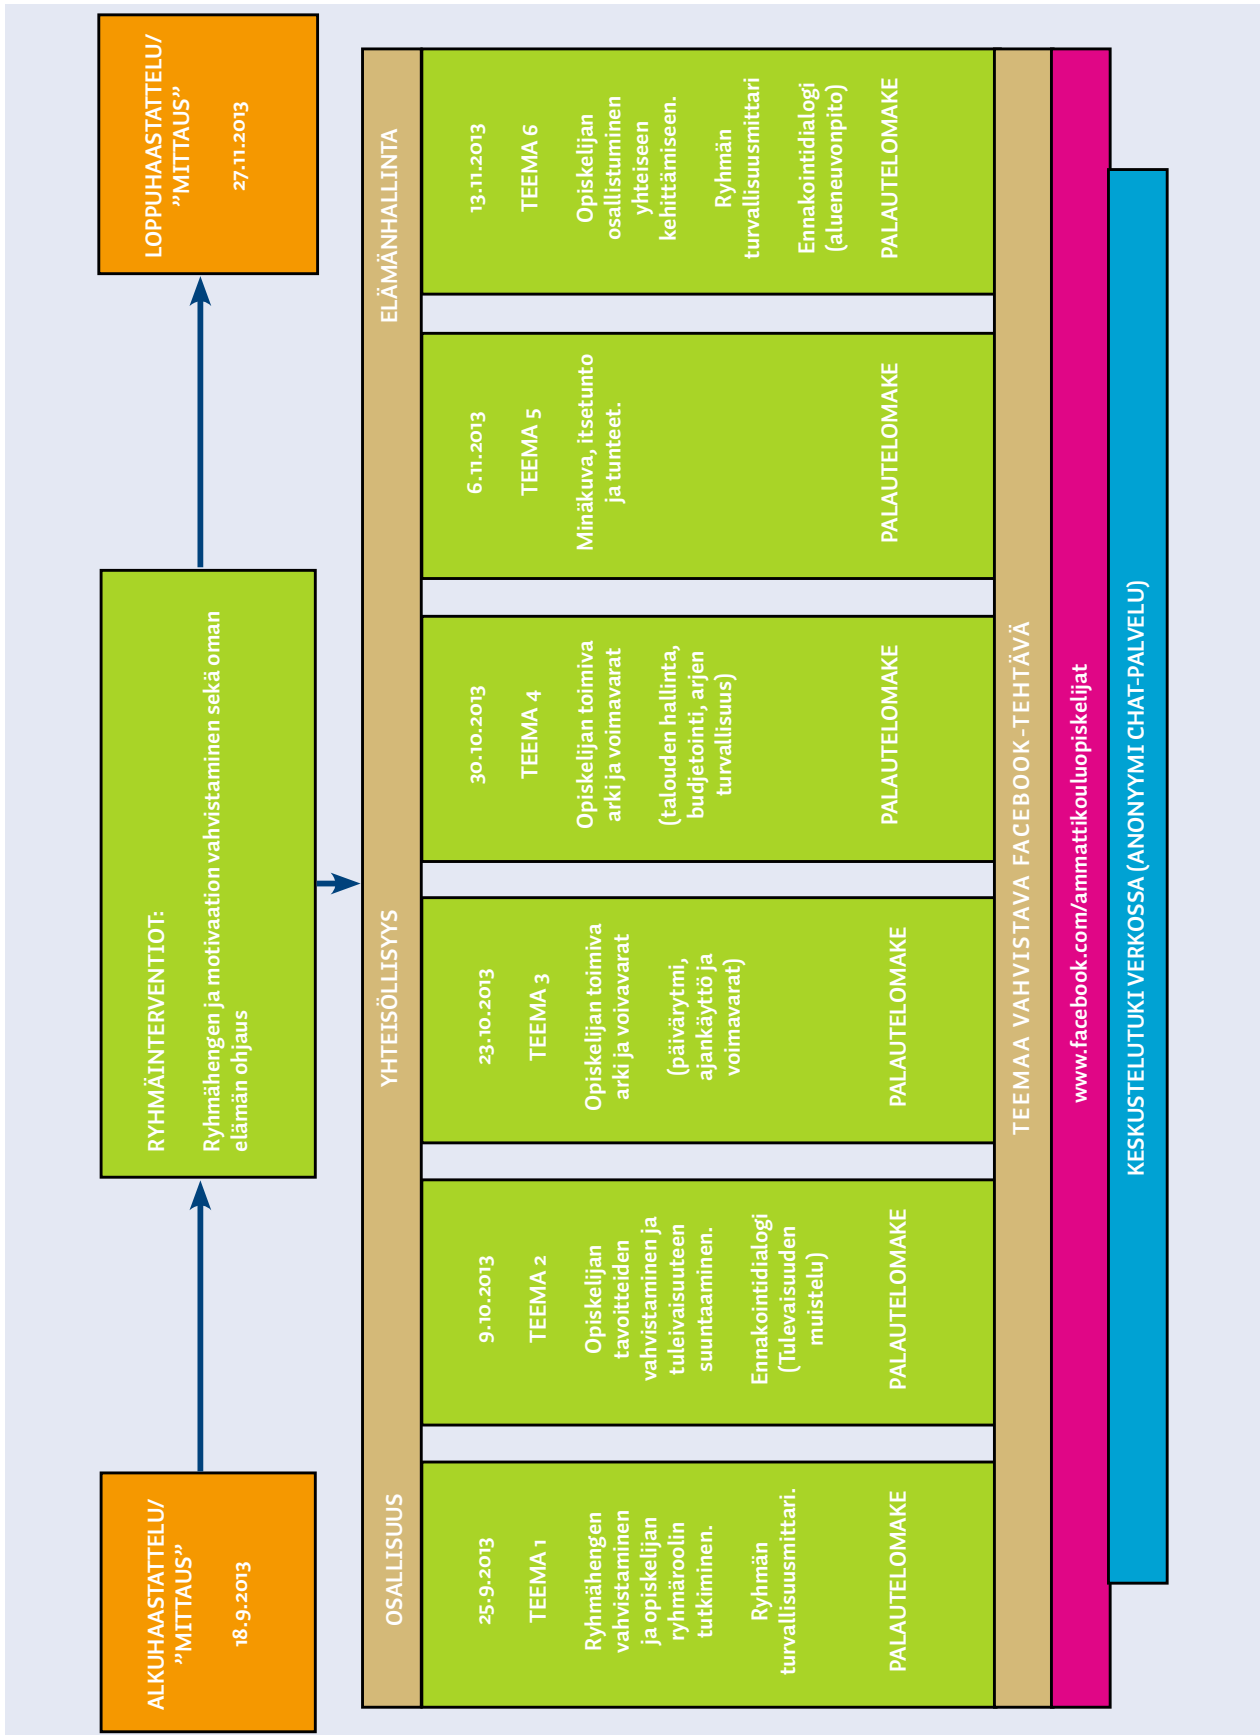 ALKUHAASTATTELU/
”MITTAUS”
18.9.2013
RYHMÄINTERVENTIOT:
Ryhmähengen ja motivaation vahvistaminen sekä oman
elämän ohjaus
LOPPUHAASTATTELU/
”MITTAUS”
27.11.2013
OSALLISUUS
YHTEISÖLLISYYS
ELÄMÄNHALLINTA
25.9.2013
TEEMA 1
Ryhmähengen
vahvistaminen
ja opiskelijan
ryhmäroolin
tutkiminen.
Ryhmän
turvallisuusmittari.
PALAUTELOMAKE
9.10.2013
TEEMA 2
Opiskelijan
tavoitteiden
vahvistaminen ja
tuleivaisuuteen
suuntaaminen.
Ennakointidialogi
(Tulevaisuuden
muistelu)
PALAUTELOMAKE
23.10.2013
TEEMA 3
Opiskelijan toimiva
arki ja voivavarat
(päivärytmi,
ajankäyttö ja
voimavarat)
PALAUTELOMAKE
30.10.2013
TEEMA 4
Opiskelijan toimiva
arki ja voimavarat
(talouden hallinta,
budjetointi, arjen
turvallisuus)
PALAUTELOMAKE
6.11.2013
TEEMA 5
Minäkuva, itsetunto
ja tunteet.
PALAUTELOMAKE
13.11.2013
TEEMA 6
Opiskelijan
osallistuminen
yhteiseen
kehittämiseen.
Ryhmän
turvallisuusmittari
Ennakointidialogi
(alueneuvonpito)
PALAUTELOMAKE
TEEMAA VAHVISTAVA FACEBOOK-TEHTÄVÄ
www.facebook.com/ammattikouluopiskelijat
KESKUSTELUTUKI VERKOSSA (ANONYYMI CHAT-PALVELU)